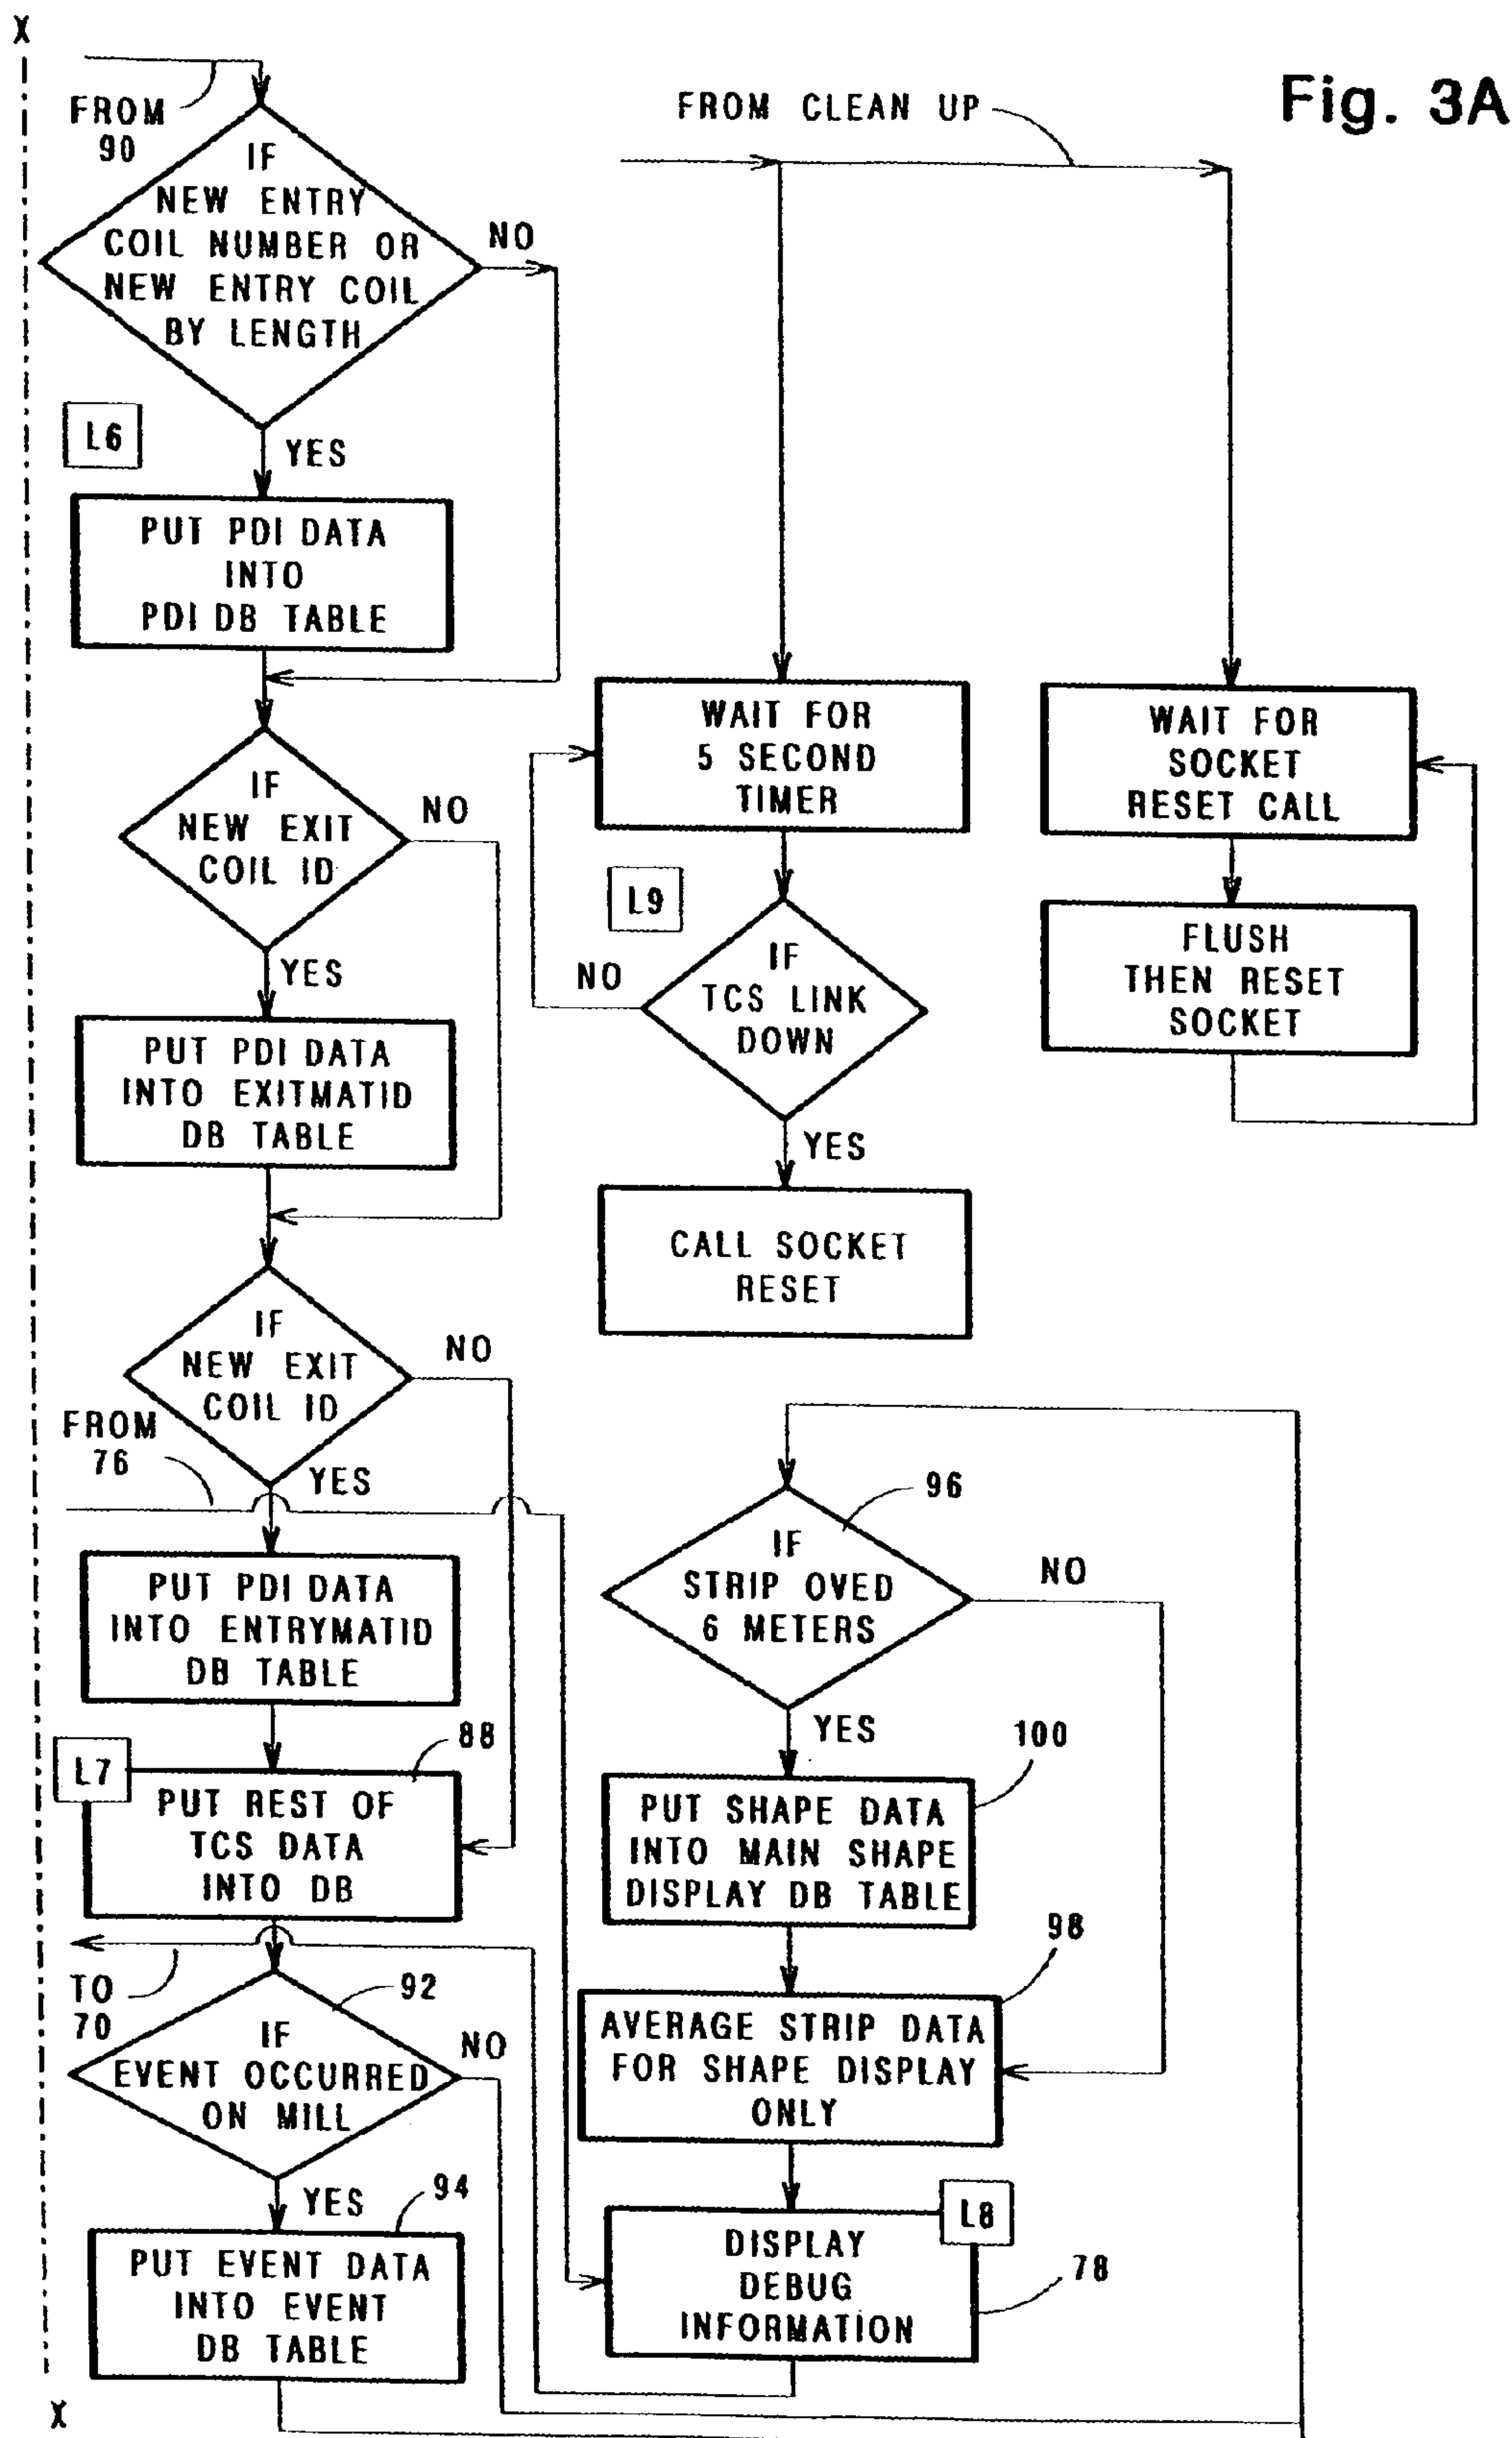 X
Fig. 3A
FROM
90
IF
NEW ENTRY
COIL NUMBER OR
NEW ENTRY COIL
BY LENGTH
NO
L6
YES
PUT PDI DATA
INTO
PDI DB TABLE
IF
NEW EXIT
COIL ID
NO
YES
PUT PDI DATA
INTO EXITMATID
DB TABLE
IF
NEW EXIT
COIL ID
NO
FROM
76
YES
PUT PDI DATA
INTO ENTRYMATID
DB TABLE
L7
88
PUT REST OF
TCS DATA
INTO DB
TO
70
92
IF
EVENT OCCURRED
ON MILL
NO
YES
94
PUT EVENT DATA
INTO EVENT
DB TABLE
X
FROM CLEAN UP
WAIT FOR
5 SECOND
TIMER
L9
IF
TCS LINK
DOWN
NO
YES
CALL SOCKET
RESET
WAIT FOR
SOCKET
RESET CALL
FLUSH
THEN RESET
SOCKET
96
IF
STRIP OVED
6 METERS
NO
YES
100
PUT SHAPE DATA
INTO MAIN SHAPE
DISPLAY DB TABLE
98
AVERAGE STRIP DATA
FOR SHAPE DISPLAY
ONLY
L8
DISPLAY
DEBUG
INFORMATION
78